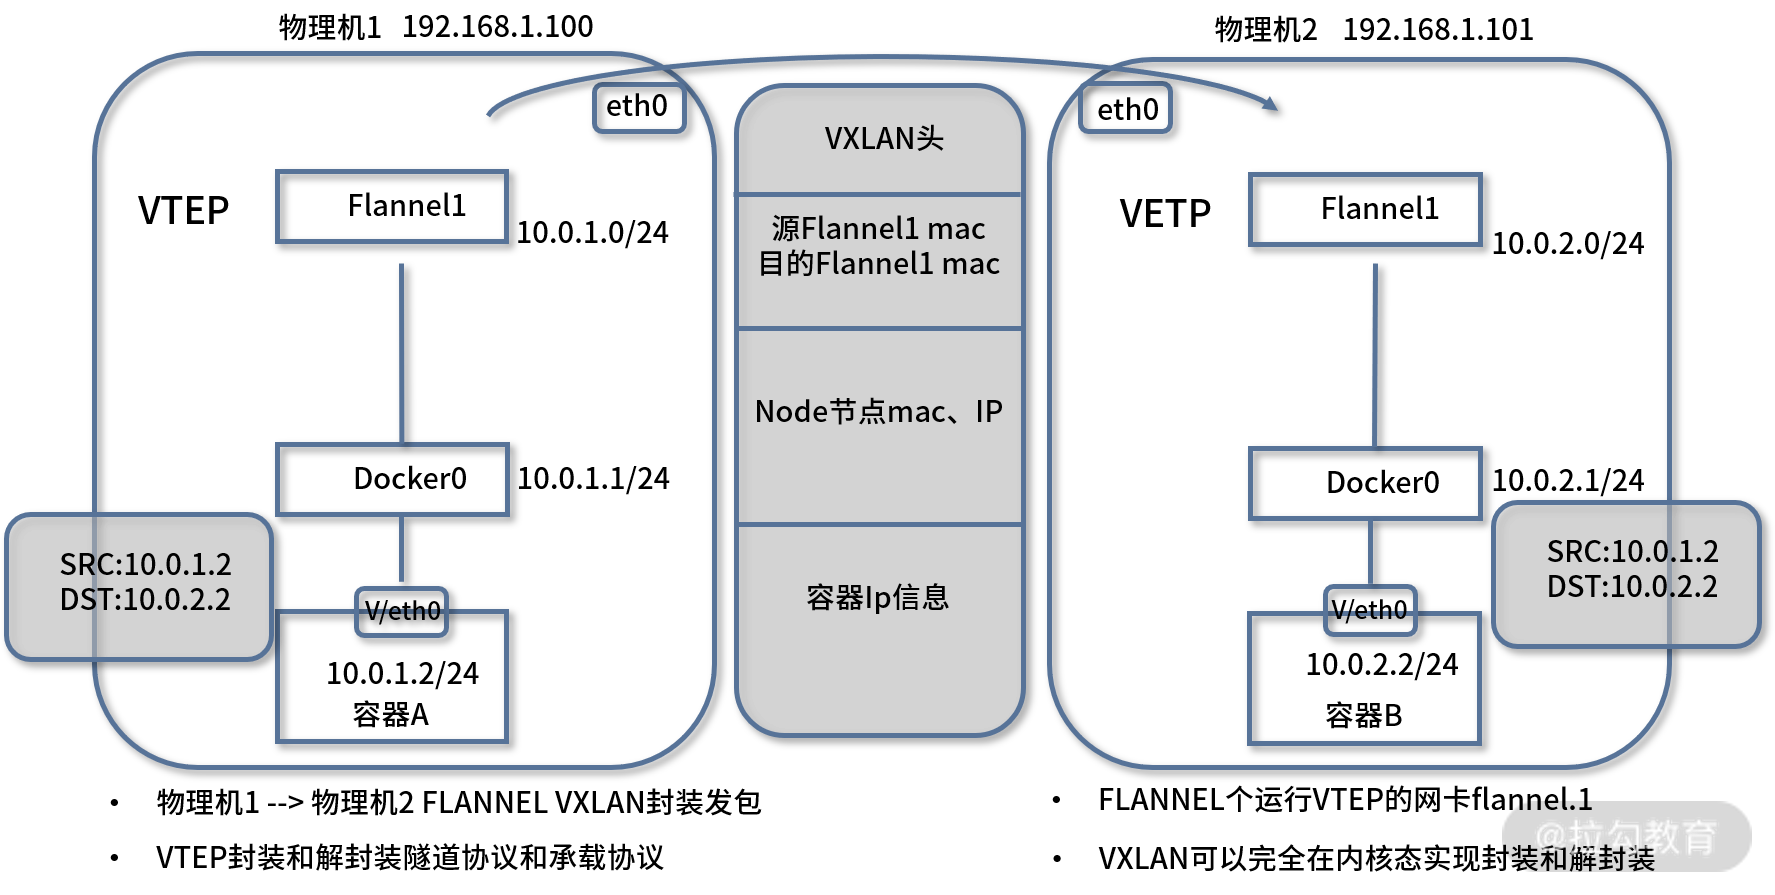 物理机1 192.168.1.100
eth0
VTEP
Flannel1
10.0.1.0/24
Docker0
10.0.1.1/24
SRC:10.0.1.2
DST:10.0.2.2
V/eth0
10.0.1.2/24
容器A
VXLAN头
源Flannel1 mac
目的Flannel1 mac
Node节点mac、IP
容器Ip信息
物理机2 192.168.1.101
eth0
VETP
Flannel1
10.0.2.0/24
Docker0
10.0.2.1/24
SRC:10.0.1.2
DST:10.0.2.2
V/eth0
10.0.2.2/24
容器B
• 物理机1 --> 物理机2 FLANNEL VXLAN封装发包
• VTEP封装和解封装隧道协议和承载协议
• FLANNEL个运行VTEP的网卡flannel.1
• VXLAN可以完全在内核态实现封装和解封装
@拉勾教育